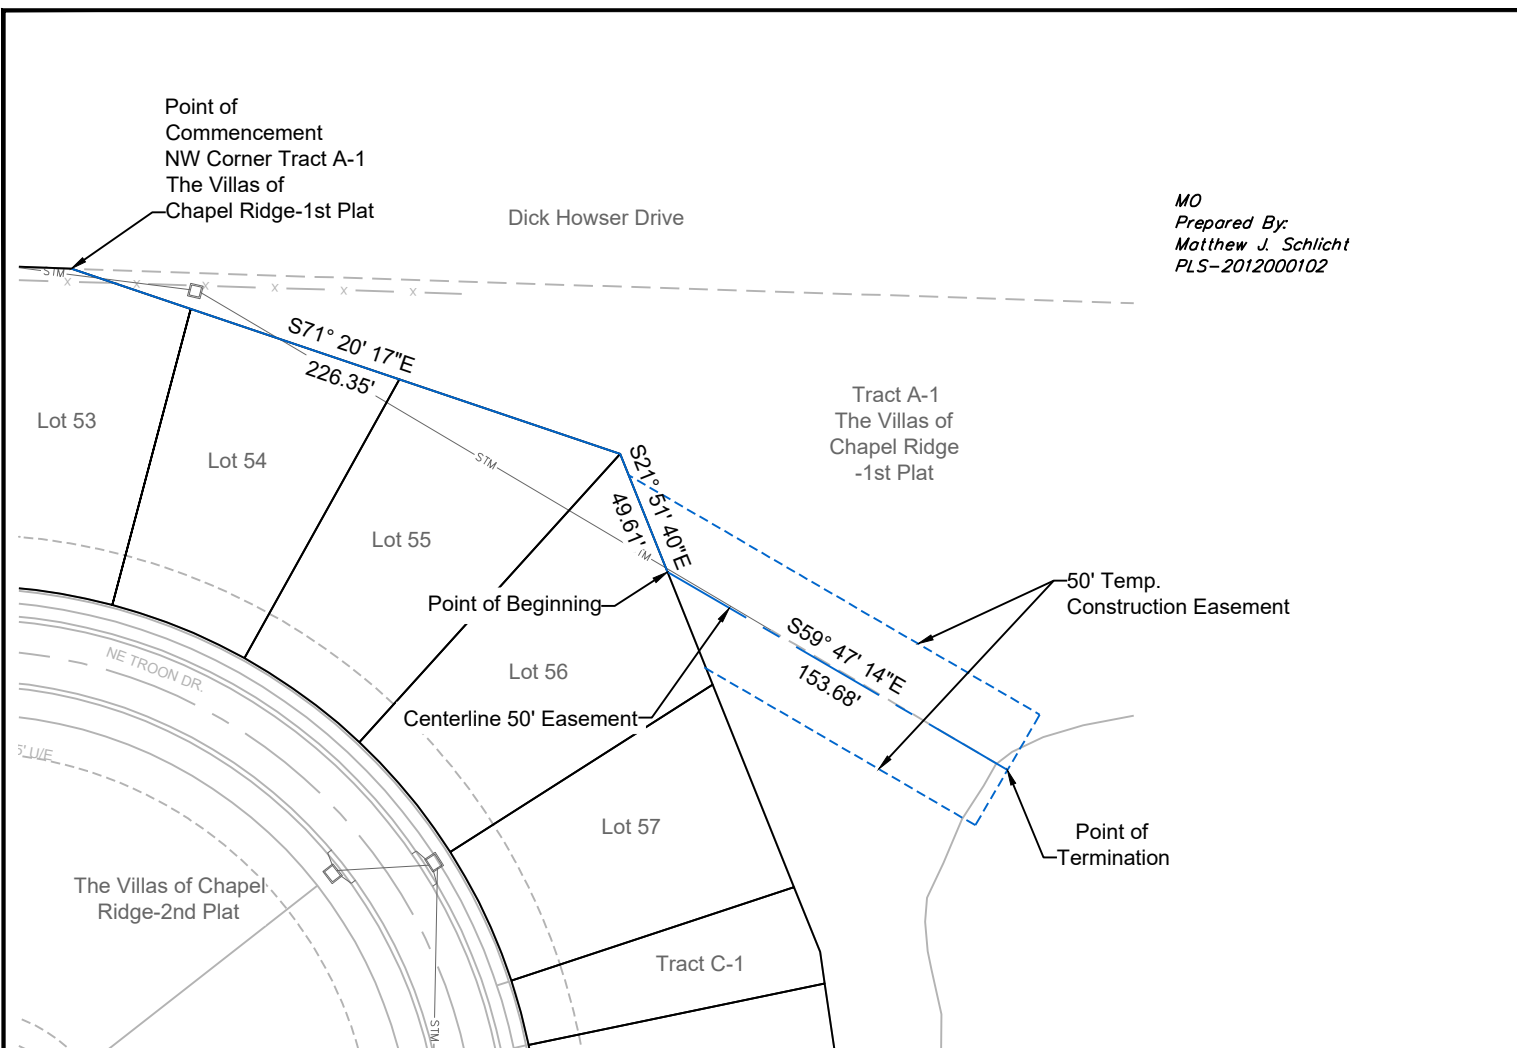 Point of
Commencement
NW Corner Tract A-1
The Villas of
Chapel Ridge-1st Plat
Dick Howser Drive
MO
Prepared By:
Matthew J. Schlicht
PLS-2012000102
STM
X
X
X
X
X
X
S71° 20' 17"E
226.35'
Lot 53
Lot 54
Tract A-1
The Villas of
Chapel Ridge
-1st Plat
STM
S21° 51' 40"E
49.61'
Lot 55
Point of Beginning
50' Temp.
Construction Easement
S59° 47' 14"E
153.68'
NE TROON DR.
Lot 56
Centerline 50' Easement
5' U/E
Lot 57
Point of
Termination
The Villas of Chapel
Ridge-2nd Plat
Tract C-1
STM